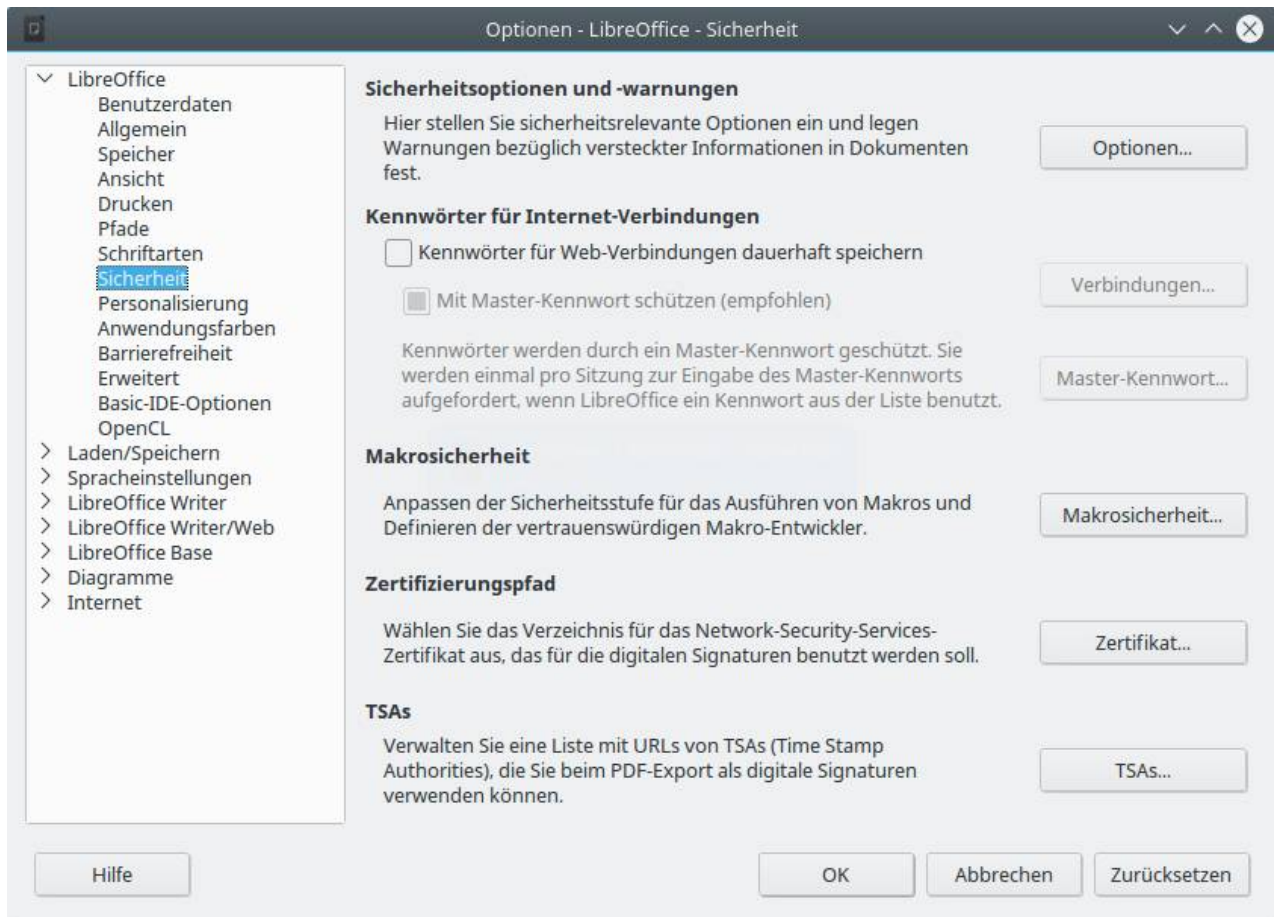 Optionen - LibreOffice - Sicherheit
LibreOffice
Benutzerdaten
Allgemein
Speicher
Ansicht
Drucken
Pfade
Schriftarten
Sicherheit
Personalisierung
Anwendungsfarben
Barrierefreiheit
Erweitert
Basic-IDE-Optionen
OpenCL
Laden/Speichern
Spracheinstellungen
LibreOffice Writer
LibreOffice Writer/Web
LibreOffice Base
Diagramme
Internet
Sicherheitsoptionen und -warnungen
Hier stellen Sie sicherheitsrelevante Optionen ein und legen
Warnungen bezüglich versteckter Informationen in Dokumenten
fest.
Optionen...
Kennwörter für Internet-Verbindungen
Kennwörter für Web-Verbindungen dauerhaft speichern
Verbindungen...
Mit Master-Kennwort schützen (empfohlen)
Kennwörter werden durch ein Master-Kennwort geschützt. Sie
werden einmal pro Sitzung zur Eingabe des Master-Kennworts
aufgefordert, wenn LibreOffice ein Kennwort aus der Liste benutzt.
Master-Kennwort...
Makrosicherheit
Anpassen der Sicherheitsstufe für das Ausführen von Makros und
Definieren der vertrauenswürdigen Makro-Entwickler.
Makrosicherheit...
Zertifizierungspfad
Wählen Sie das Verzeichnis für das Network-Security-Services-
Zertifikat aus, das für die digitalen Signaturen benutzt werden soll.
Zertifikat...
TSAs
Verwalten Sie eine Liste mit URLs von TSAs (Time Stamp
Authorities), die Sie beim PDF-Export als digitale Signaturen
verwenden können.
TSAs...
Hilfe
OK
Abbrechen
Zurücksetzen